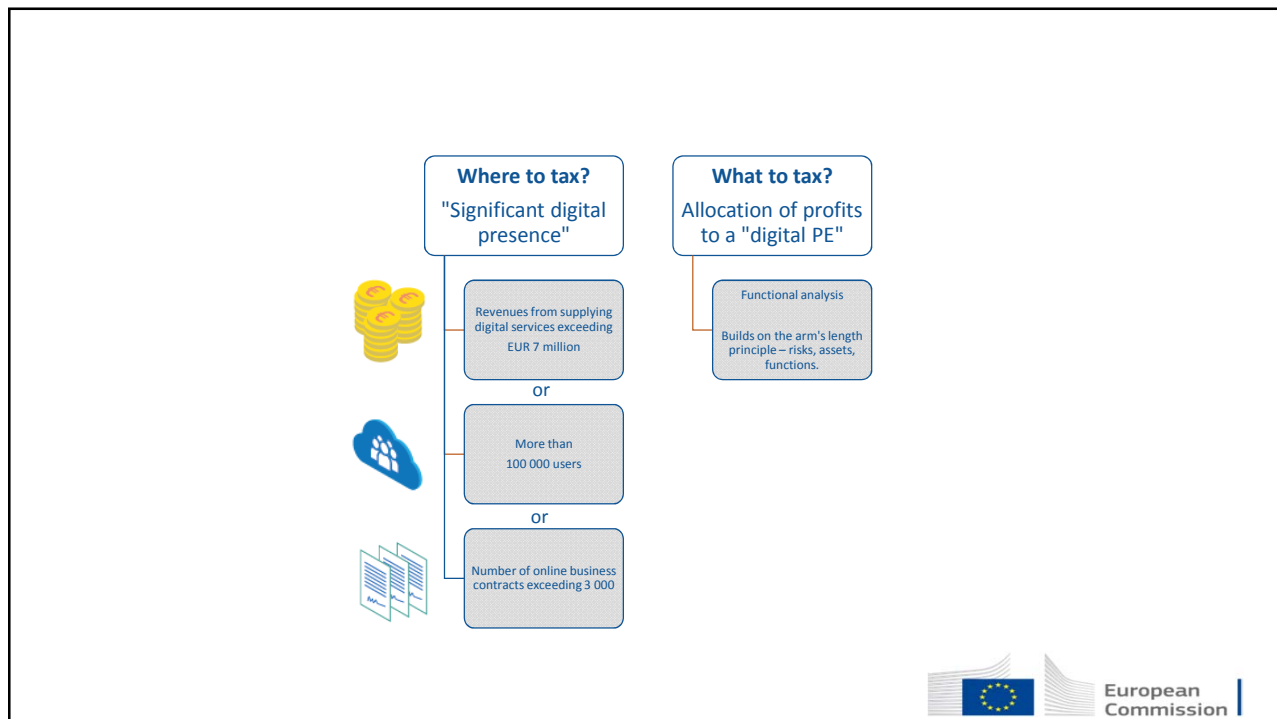 Where to tax?
"Significant digital
presence"
Revenues from supplying
digital services exceeding
EUR 7 million
or
More than
100 000 users
or
Number of online business
contracts exceeding 3 000
What to tax?
Allocation of profits
to a "digital PE"
Functional analysis
Builds on the arm's length
principle – risks, assets,
functions.
European
Commission